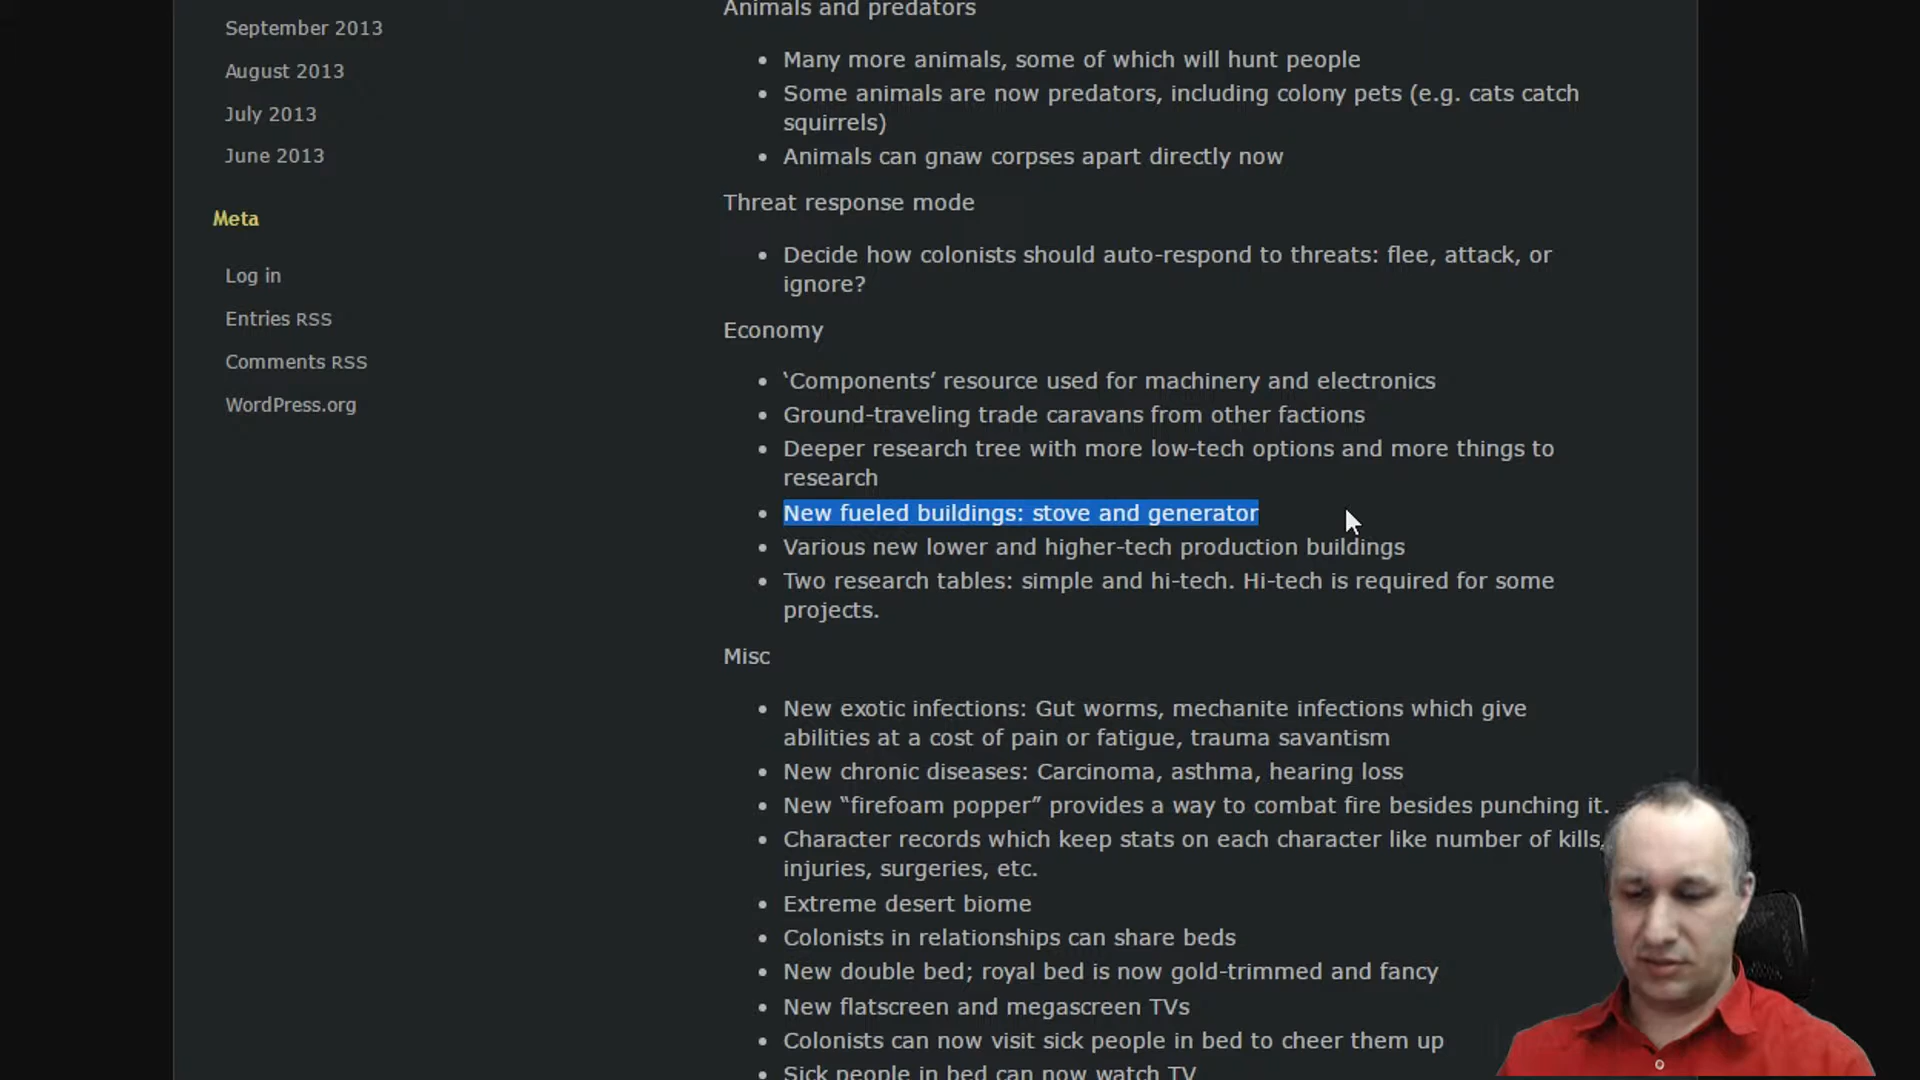 September 2013
August 2013
July 2013
June 2013
Meta
Log in
Entries RSS
Comments RSS
WordPress.org
Animals and predators
Many more animals, some of which will hunt people
Some animals are now predators, including colony pets (e.g. cats catch
squirrels)
Animals can gnaw corpses apart directly now
Threat response mode
Decide how colonists should auto-respond to threats: flee, attack, or
ignore?
Economy
‘Components’ resource used for machinery and electronics
Ground-traveling trade caravans from other factions
Deeper research tree with more low-tech options and more things to
research
New fueled buildings: stove and generator
Various new lower and higher-tech production buildings
Two research tables: simple and hi-tech. Hi-tech is required for some
projects.
Misc
New exotic infections: Gut worms, mechanite infections which give
abilities at a cost of pain or fatigue, trauma savantism
New chronic diseases: Carcinoma, asthma, hearing loss
New “firefoam popper” provides a way to combat fire besides punching it.
Character records which keep stats on each character like number of kills,
injuries, surgeries, etc.
Extreme desert biome
Colonists in relationships can share beds
New double bed; royal bed is now gold-trimmed and fancy
New flatscreen and megascreen TVs
Colonists can now visit sick people in bed to cheer them up
Sick people in bed can now watch TV